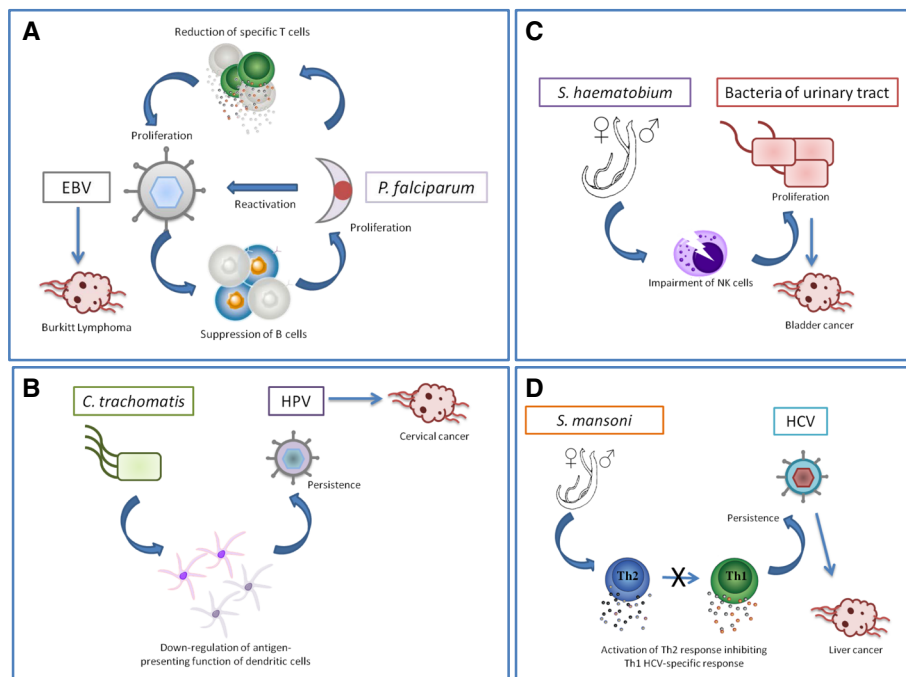 A
Reduction of specific T cells
Proliferation
EBV
Reactivation
P. falciparum
Proliferation
Burkitt Lymphoma
Suppression of B cells
C
S. haematobium
Bacteria of urinary tract
Proliferation
Impairment of NK cells
Bladder cancer
B
C. trachomatis
HPV
Cervical cancer
Persistence
Down-regulation of antigen-
presenting function of dendritic cells
D
S. mansoni
HCV
Persistence
Th2
X
Th1
Activation of Th2 response inhibiting
Th1 HCV-specific response
Liver cancer